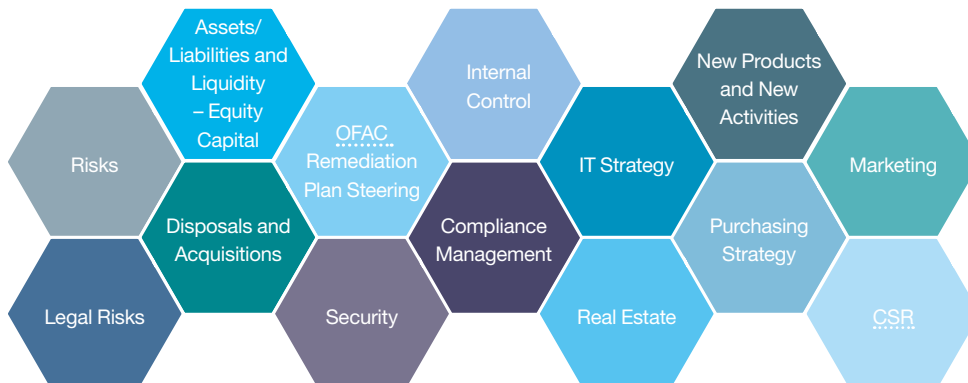 Assets/
Liabilities and
Liquidity
– Equity
Capital
Internal
Control
New Products
and New
Activities
Risks
OFAC
Remediation
Plan Steering
IT Strategy
Marketing
Disposals and
Acquisitions
Compliance
Management
Purchasing
Strategy
Legal Risks
Security
Real Estate
CSR